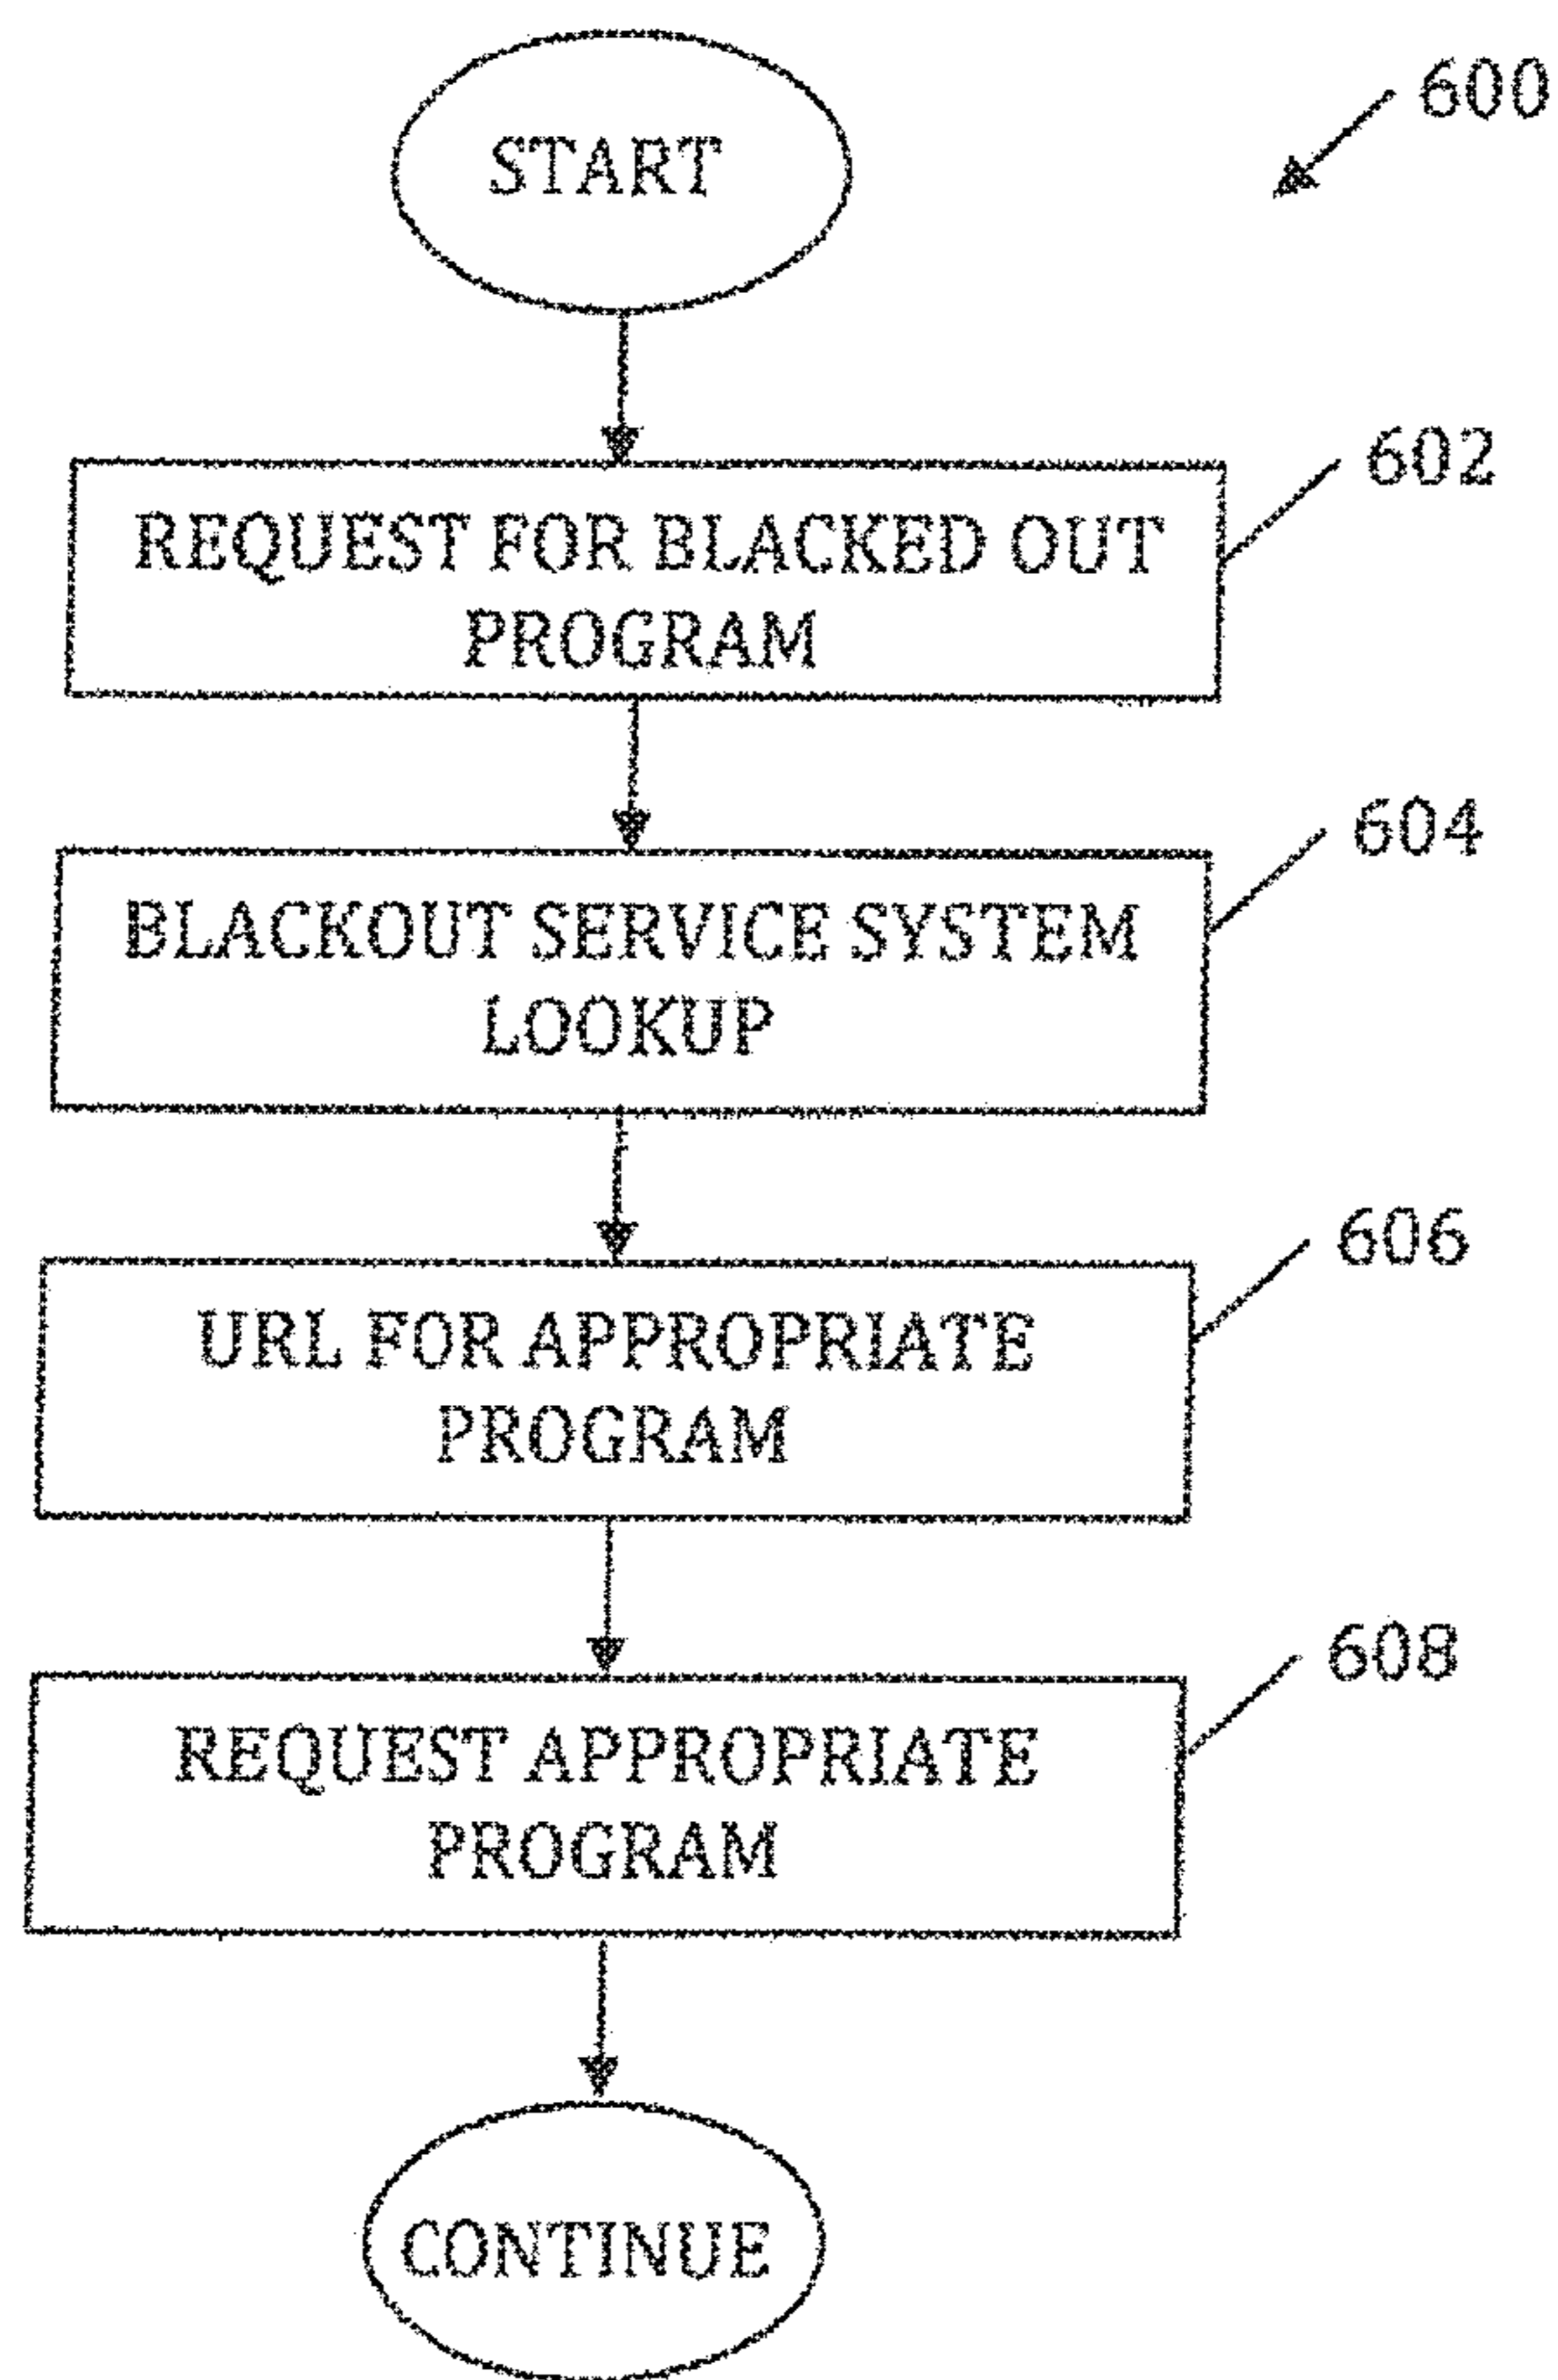 START
600
602
REQUEST FOR BLACKED OUT
PROGRAM
604
BLACKOUT SERVICE SYSTEM
LOOKUP
606
URL FOR APPROPRIATE
PROGRAM
608
REQUEST APPROPRIATE
PROGRAM
CONTINUE